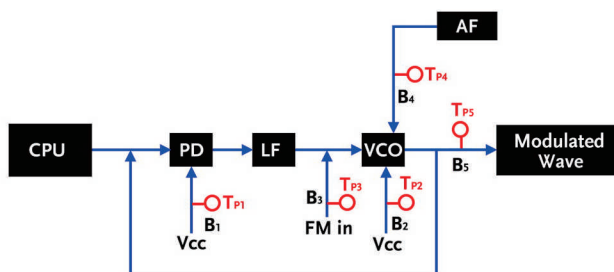 AF
TP4
B4
TP5
CPU
PD
LF
VCO
Modulated
Wave
B5
B3
TP3
TP2
TP1
B1
B2
Vcc
FM in
Vcc